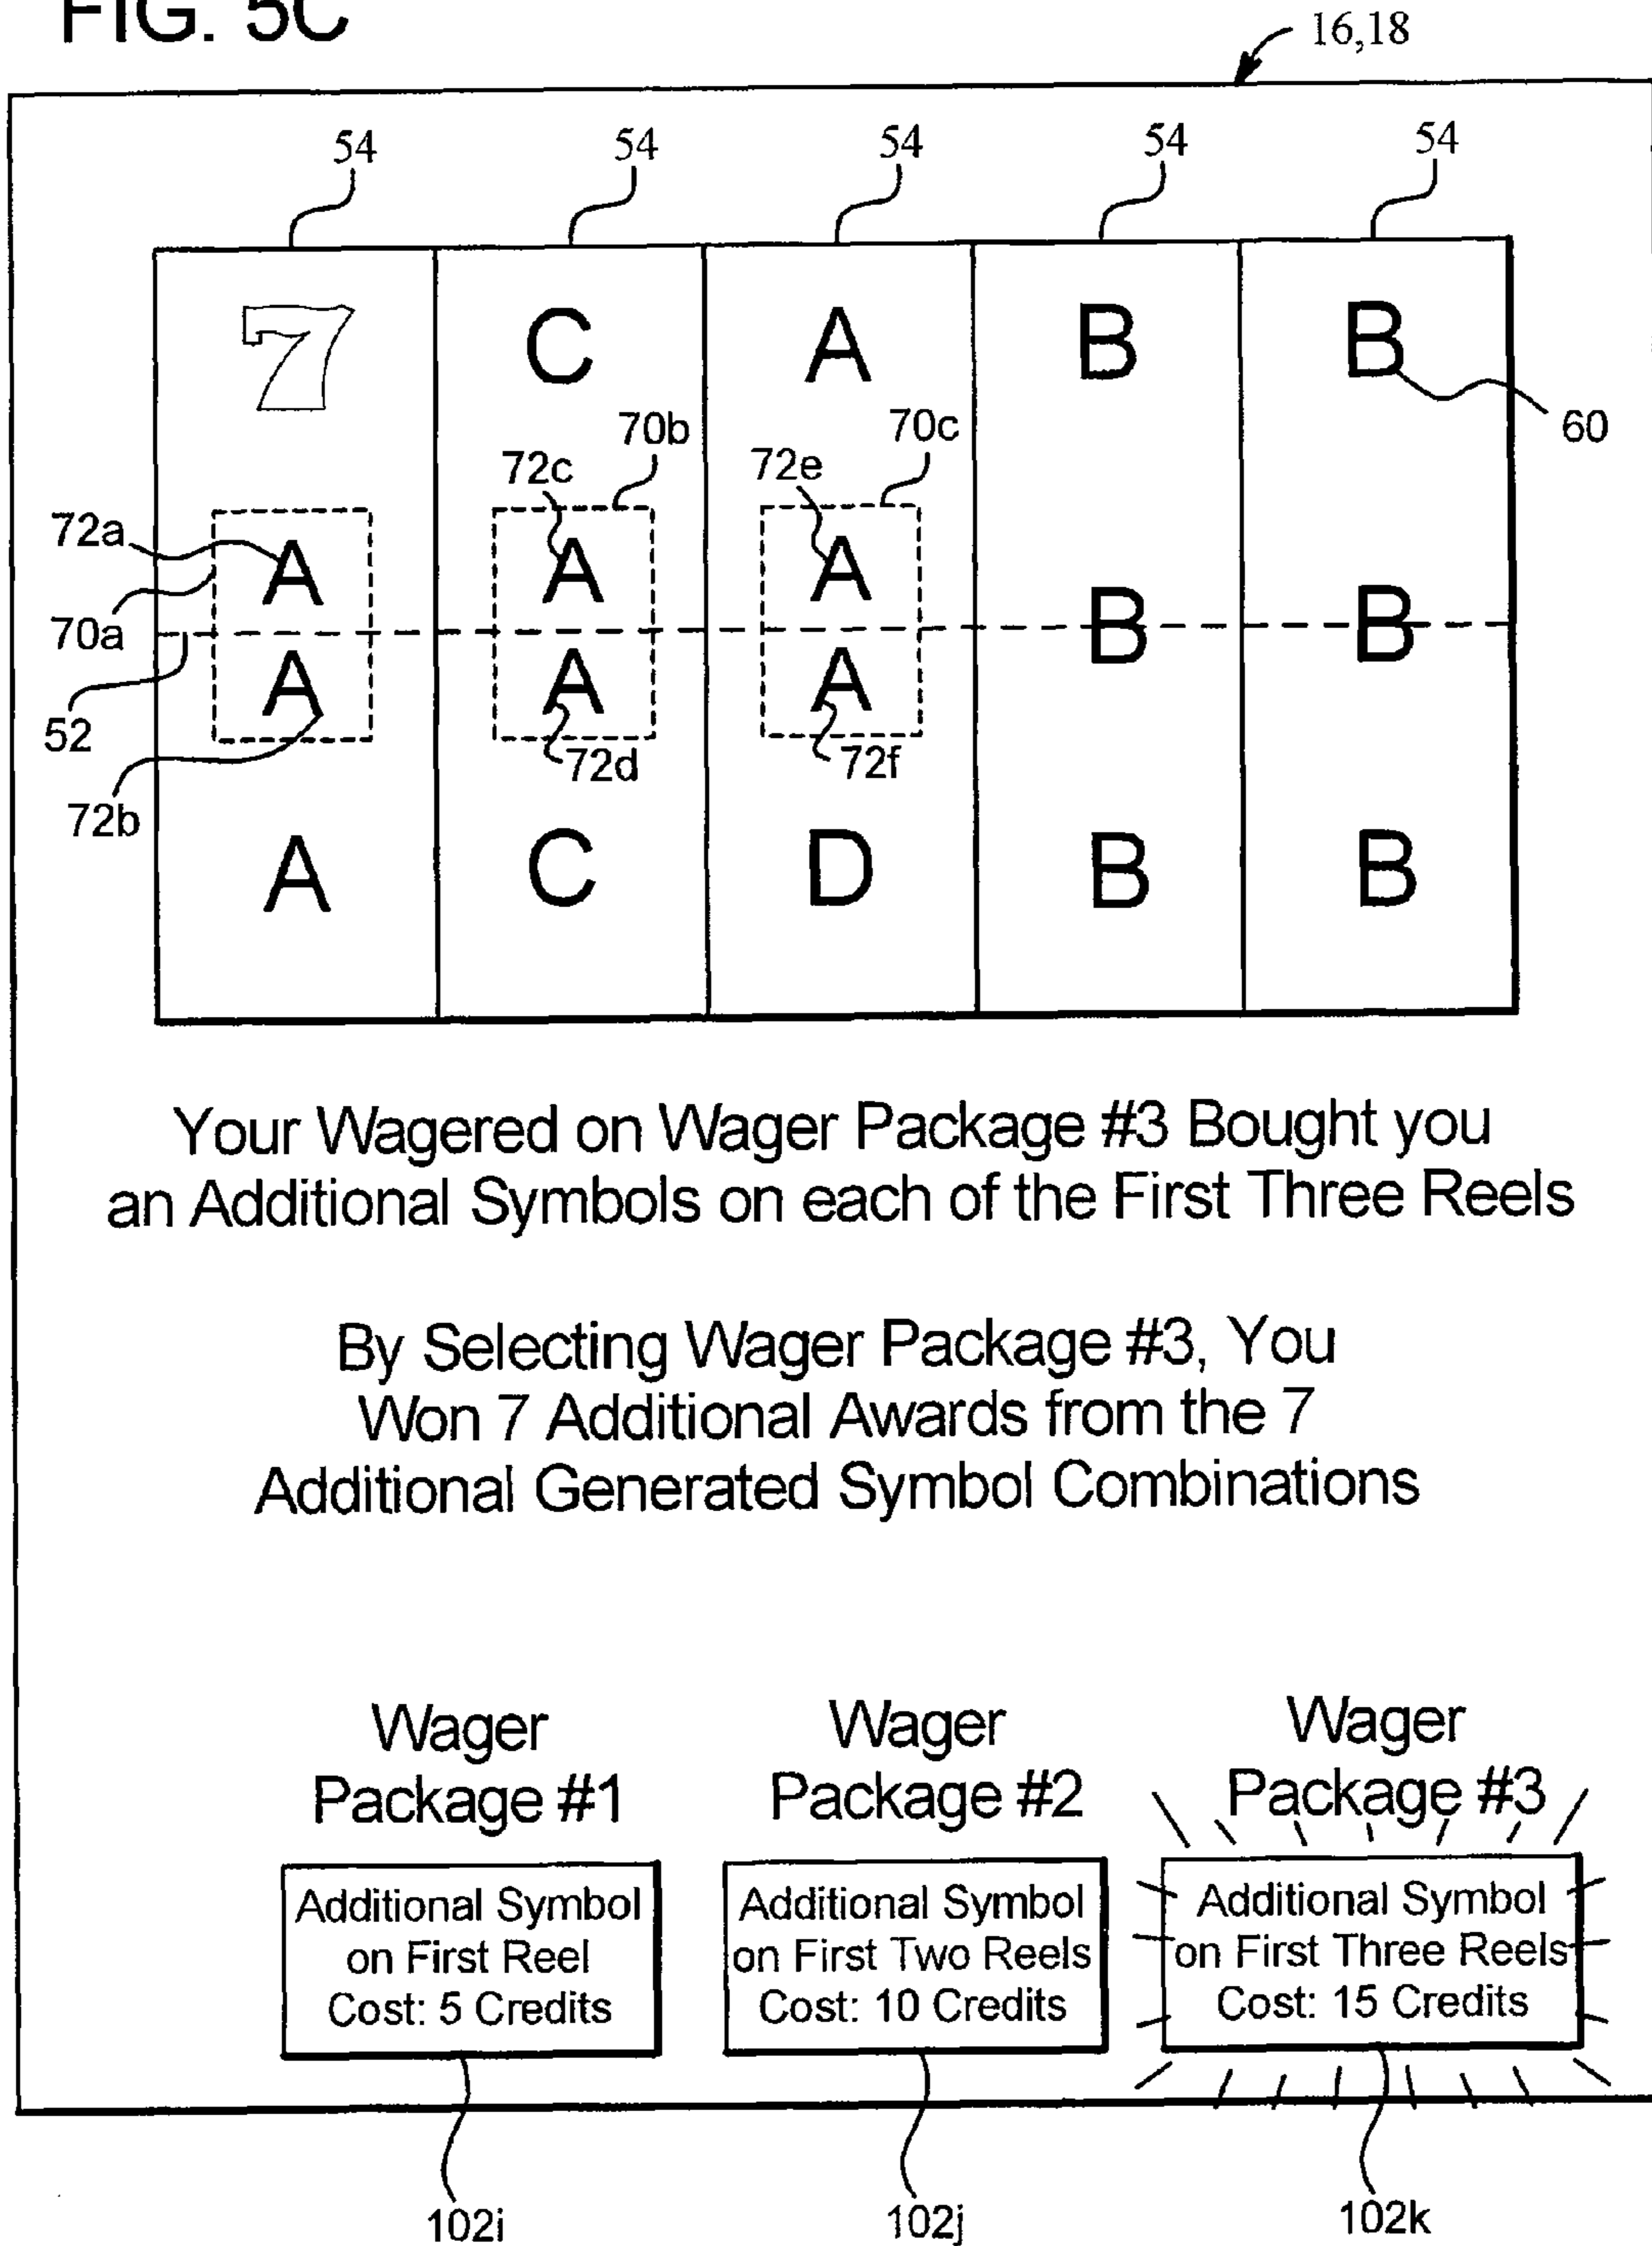 FIG. 5C
16,18
54 54 54 54 54
7 C A B B
60
70b 70c
72c 72e
72a A A A
70a
B B
A A A
52
72d 72f
72b
A C D B B
Your Wagered on Wager Package #3 Bought you
an Additional Symbols on each of the First Three Reels
By Selecting Wager Package #3, You
Won 7 Additional Awards from the 7
Additional Generated Symbol Combinations
Wager
Package #1
Additional Symbol
on First Reel
Cost: 5 Credits
102i
Wager
Package #2
Additional Symbol
on First Two Reels
Cost: 10 Credits
102j
Wager
Package #3
Additional Symbol
on First Three Reels
Cost: 15 Credits
102k